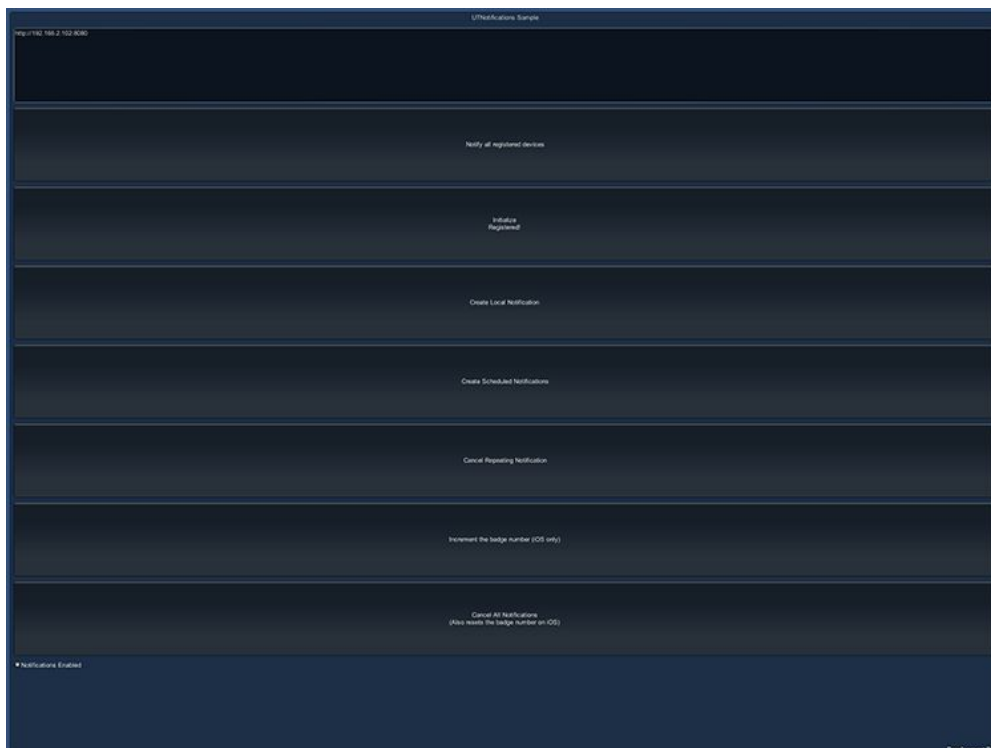 UTNotifications Sample
http://192.168.2.102:8080
Notify all registered devices
Initialize
Registered!
Create Local Notification
Create Scheduled Notifications
Cancel Repeating Notification
Increment the badge number (iOS only)
Cancel All Notifications
(Also resets the badge number on iOS)
Notifications Enabled